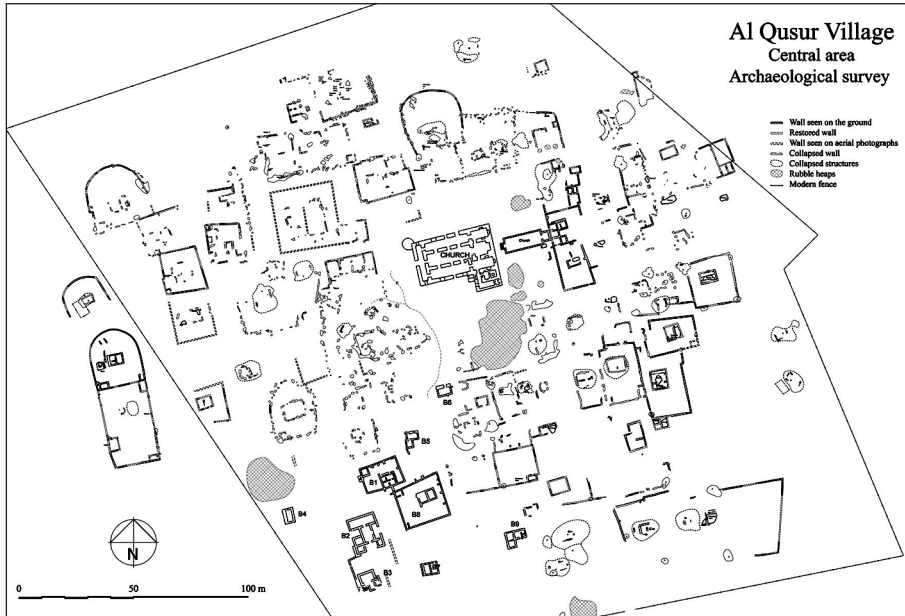 Al Qusur Village
Central area
Archaeological survey
Wall seen on the ground
Restored wall
Wall seen on aerial photographs
Collapsed wall
Collapsed structures
Rubble heaps
Modern fence
CHURCH
B6
B5
B1
B8
B4
B2
B9
B3
N
0 50 100 m